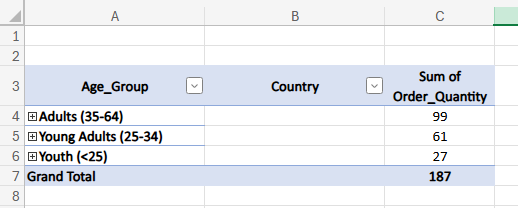 A B C
1
2
3 Age_Group Country Sum of
Order_Quantity
4 Adults (35-64) 99
5 Young Adults (25-34) 61
6 Youth (<25) 27
7 Grand Total 187
8